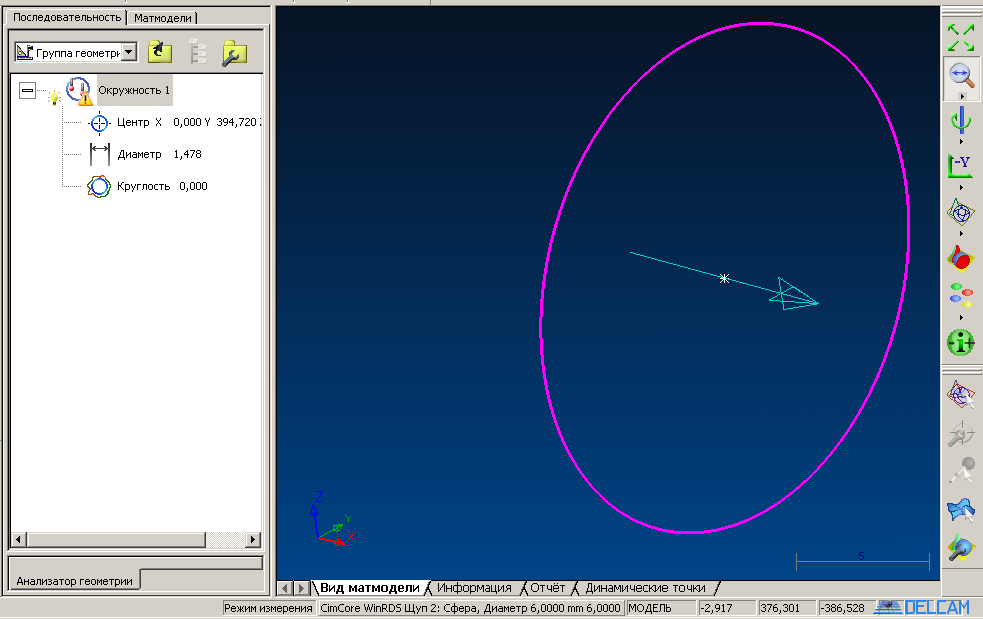 Последовательность Матмодели
Группа геометри
Окружность 1
Центр X 0,000 Y 394,720
Диаметр 1,478
Круглость 0,000
-Y
Z
Y
X
5
Анализатор геометрии
Вид матмодели Информация Отчёт Динамические точки
Режим измерения CimCore WinRDS Щуп 2: Сфера, Диаметр 6,0000 mm 6,0000 МОДЕЛЬ -2,917 376,301 -386,528 DELCAM